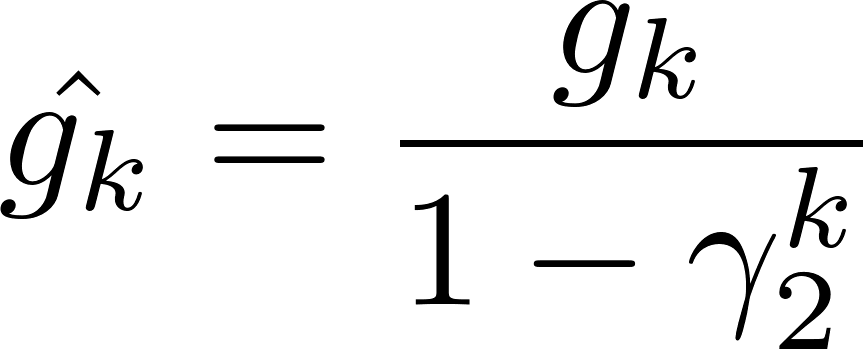 \hat{g_k} = \frac{g_k}{1 - \gamma_2^k}